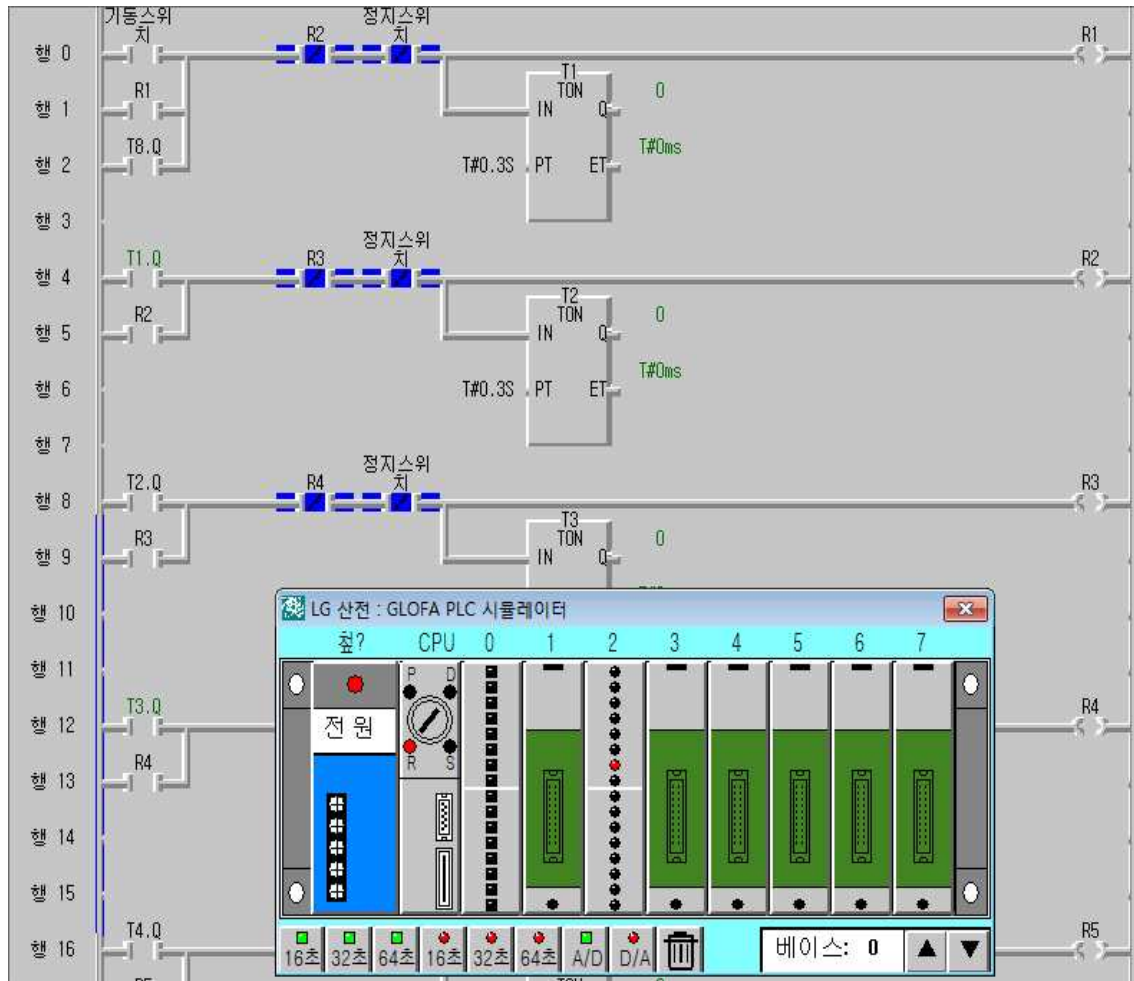 기동스위치
정지스위치
행 0
R2
R1
R1
T1
TON
0
행 1
IN
Q
T8.Q
T#0ms
행 2
T#0.3S
PT
ET
행 3
정지스위치
T1.Q
R3
R2
행 4
R2
T2
TON
0
행 5
IN
Q
T#0ms
행 6
T#0.3S
PT
ET
행 7
정지스위치
T2.Q
R4
R3
행 8
R3
T3
TON
0
행 9
IN
Q
행 10
LG 산전 : GLOFA PLC 시뮬레이터
첲? CPU 0 1 2 3 4 5 6 7
행 11
P D
T3.Q
R4
행 12
전 원
R S
R4
행 13
행 14
행 15
T4.Q
R5
행 16
16초 32초 64초 16초 32초 64초 A/D D/A
베이스: 0